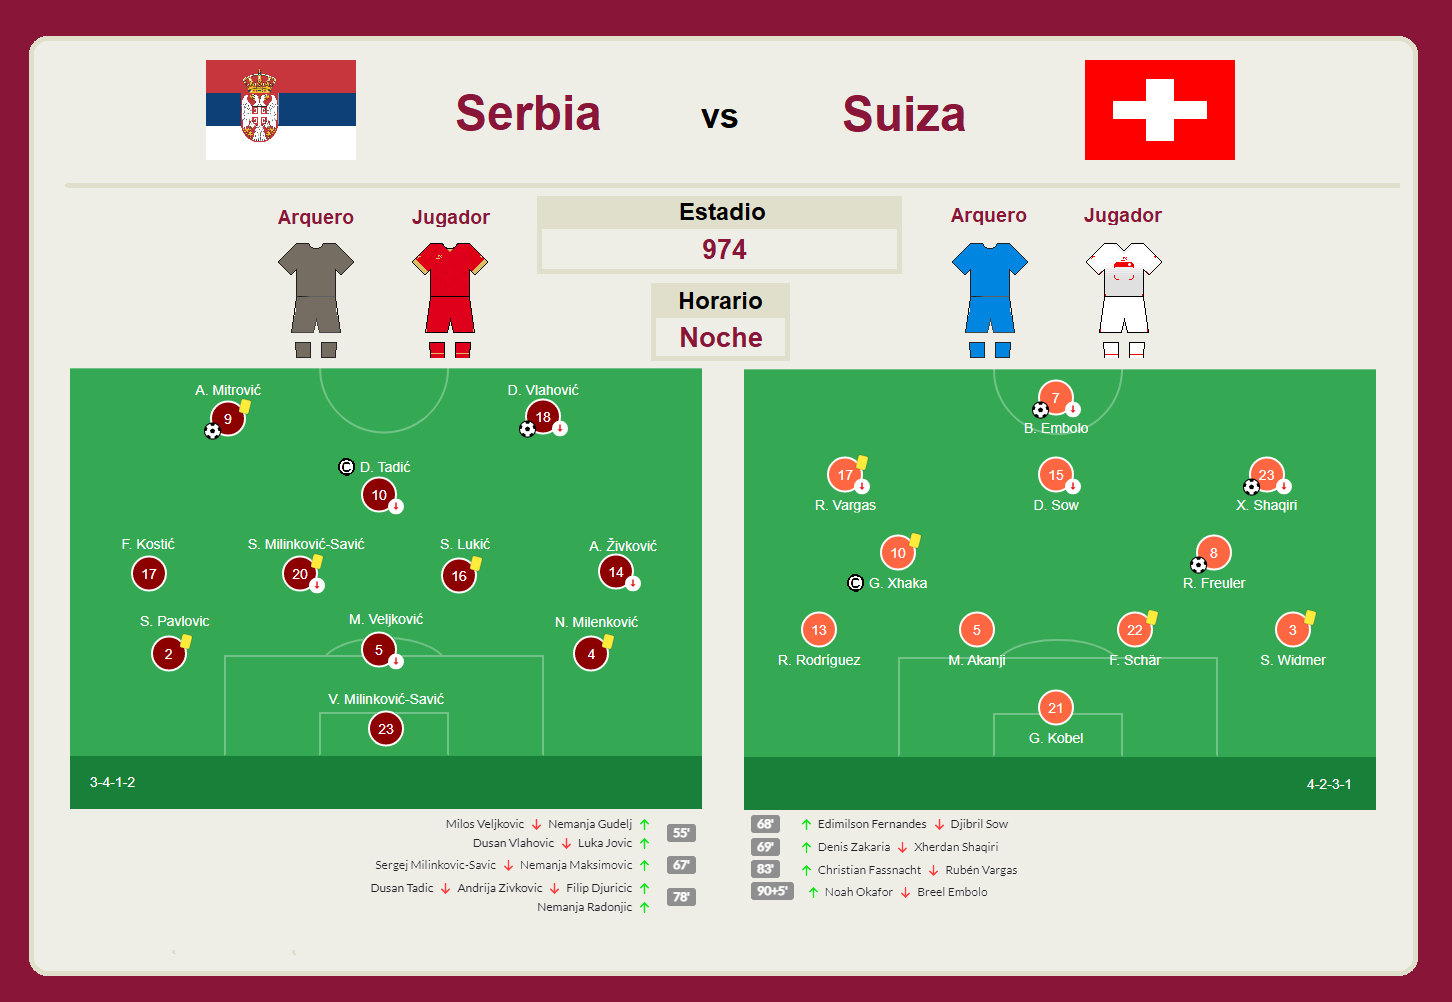 Serbia vs Suiza
Arquero Jugador
Estadio
974
Horario
Noche
Arquero Jugador
A. Mitrović
D. Vlahović
9
18
© D. Tadić
10
F. Kostić
S. Milinković-Savić
S. Lukić
A. Živković
17
20
16
14
S. Pavlovic
M. Veljković
N. Milenković
2
5
4
V. Milinković-Savić
23
3-4-1-2
7
B. Embolo
17
15
23
R. Vargas
D. Sow
X. Shaqiri
10
8
© G. Xhaka
R. Freuler
13
5
22
3
R. Rodríguez
M. Akanji
F. Schär
S. Widmer
21
G. Kobel
4-2-3-1
Milos Veljkovic ↓ Nemanja Gudelj ↑ 55'
Dusan Vlahovic ↓ Luka Jovic ↑
Sergej Milinkovic-Savic ↓ Nemanja Maksimovic ↑ 67'
Dusan Tadic ↓ Andrija Zivkovic ↓ Filip Djuricic ↑ 78'
Nemanja Radonjic ↑
68' ↑ Edimilson Fernandes ↓ Djibril Sow
69' ↑ Denis Zakaria ↓ Xherdan Shaqiri
83' ↑ Christian Fassnacht ↓ Rubén Vargas
90+5' ↑ Noah Okafor ↓ Breel Embolo